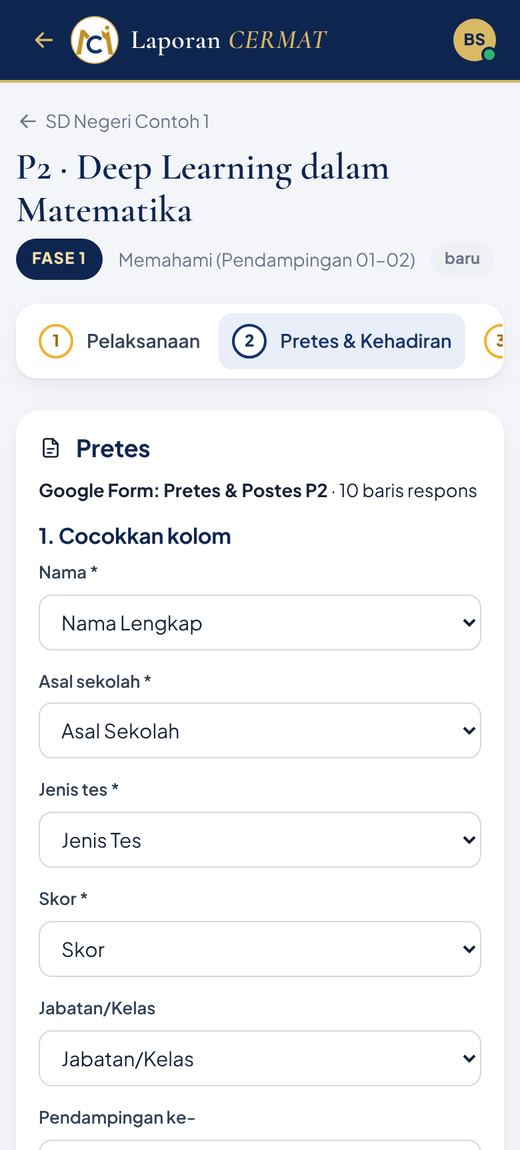 Laporan CERMAT
BS
← SD Negeri Contoh 1
P2 · Deep Learning dalam
Matematika
FASE 1 Memahami (Pendampingan 01–02) baru
1 Pelaksanaan 2 Pretes & Kehadiran 3
Pretes
Google Form: Pretes & Postes P2 · 10 baris respons
1. Cocokkan kolom
Nama *
Nama Lengkap
Asal sekolah *
Asal Sekolah
Jenis tes *
Jenis Tes
Skor *
Skor
Jabatan/Kelas
Jabatan/Kelas
Pendampingan ke-